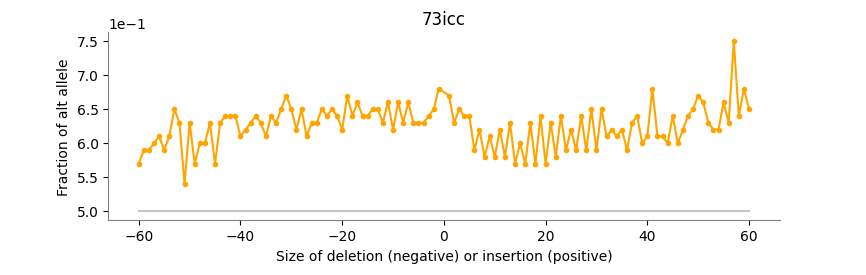 73icc
1e−1
7.5
7.0
6.5
6.0
5.5
5.0
Fraction of alt allele
−60 −40 −20 0 20 40 60
Size of deletion (negative) or insertion (positive)